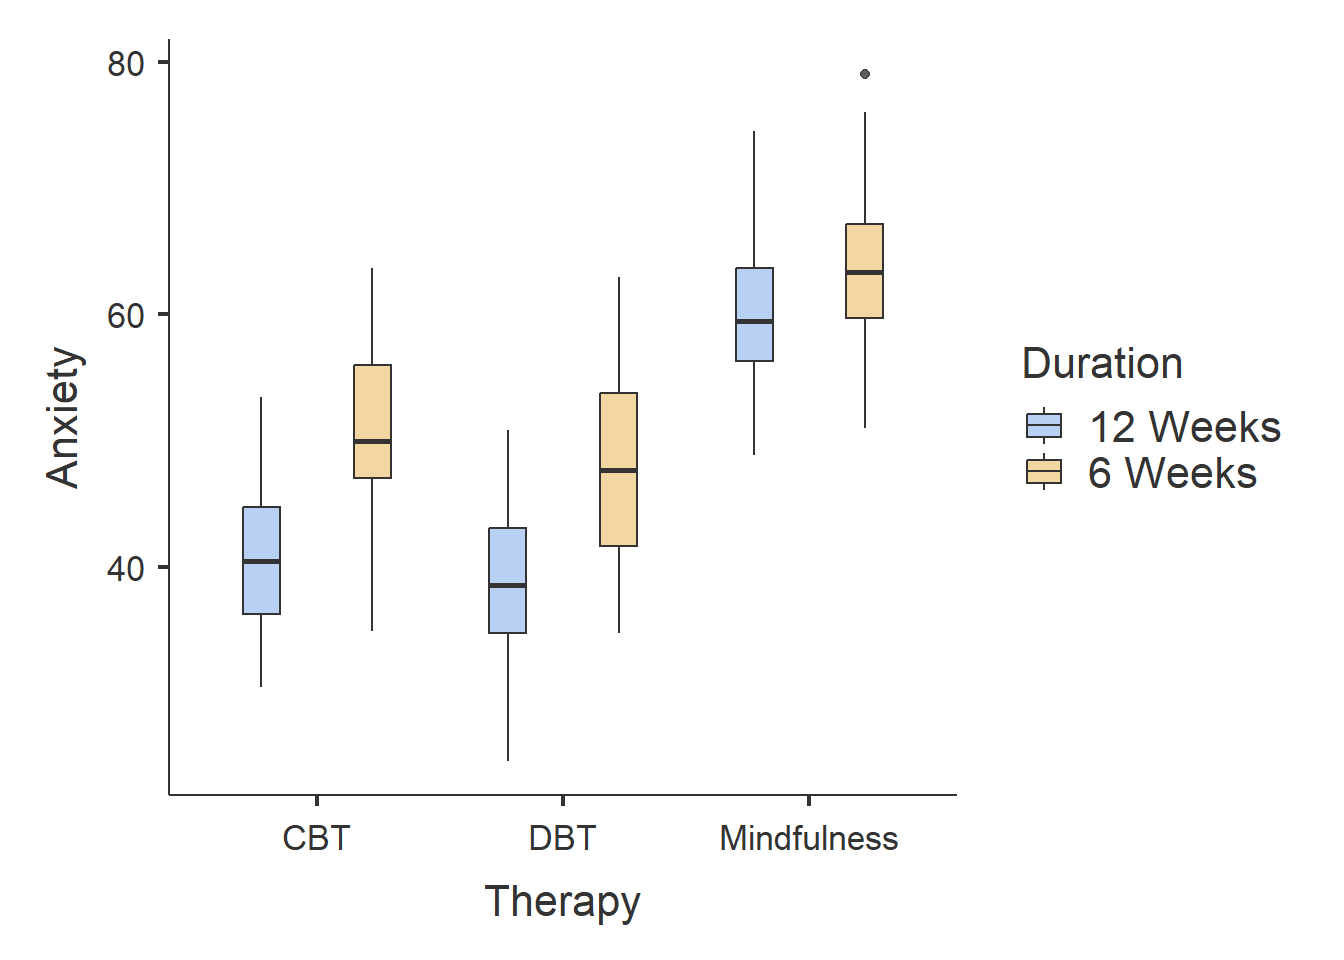 80
60
40
Anxiety
CBT
DBT
Mindfulness
Therapy
Duration
12 Weeks
6 Weeks